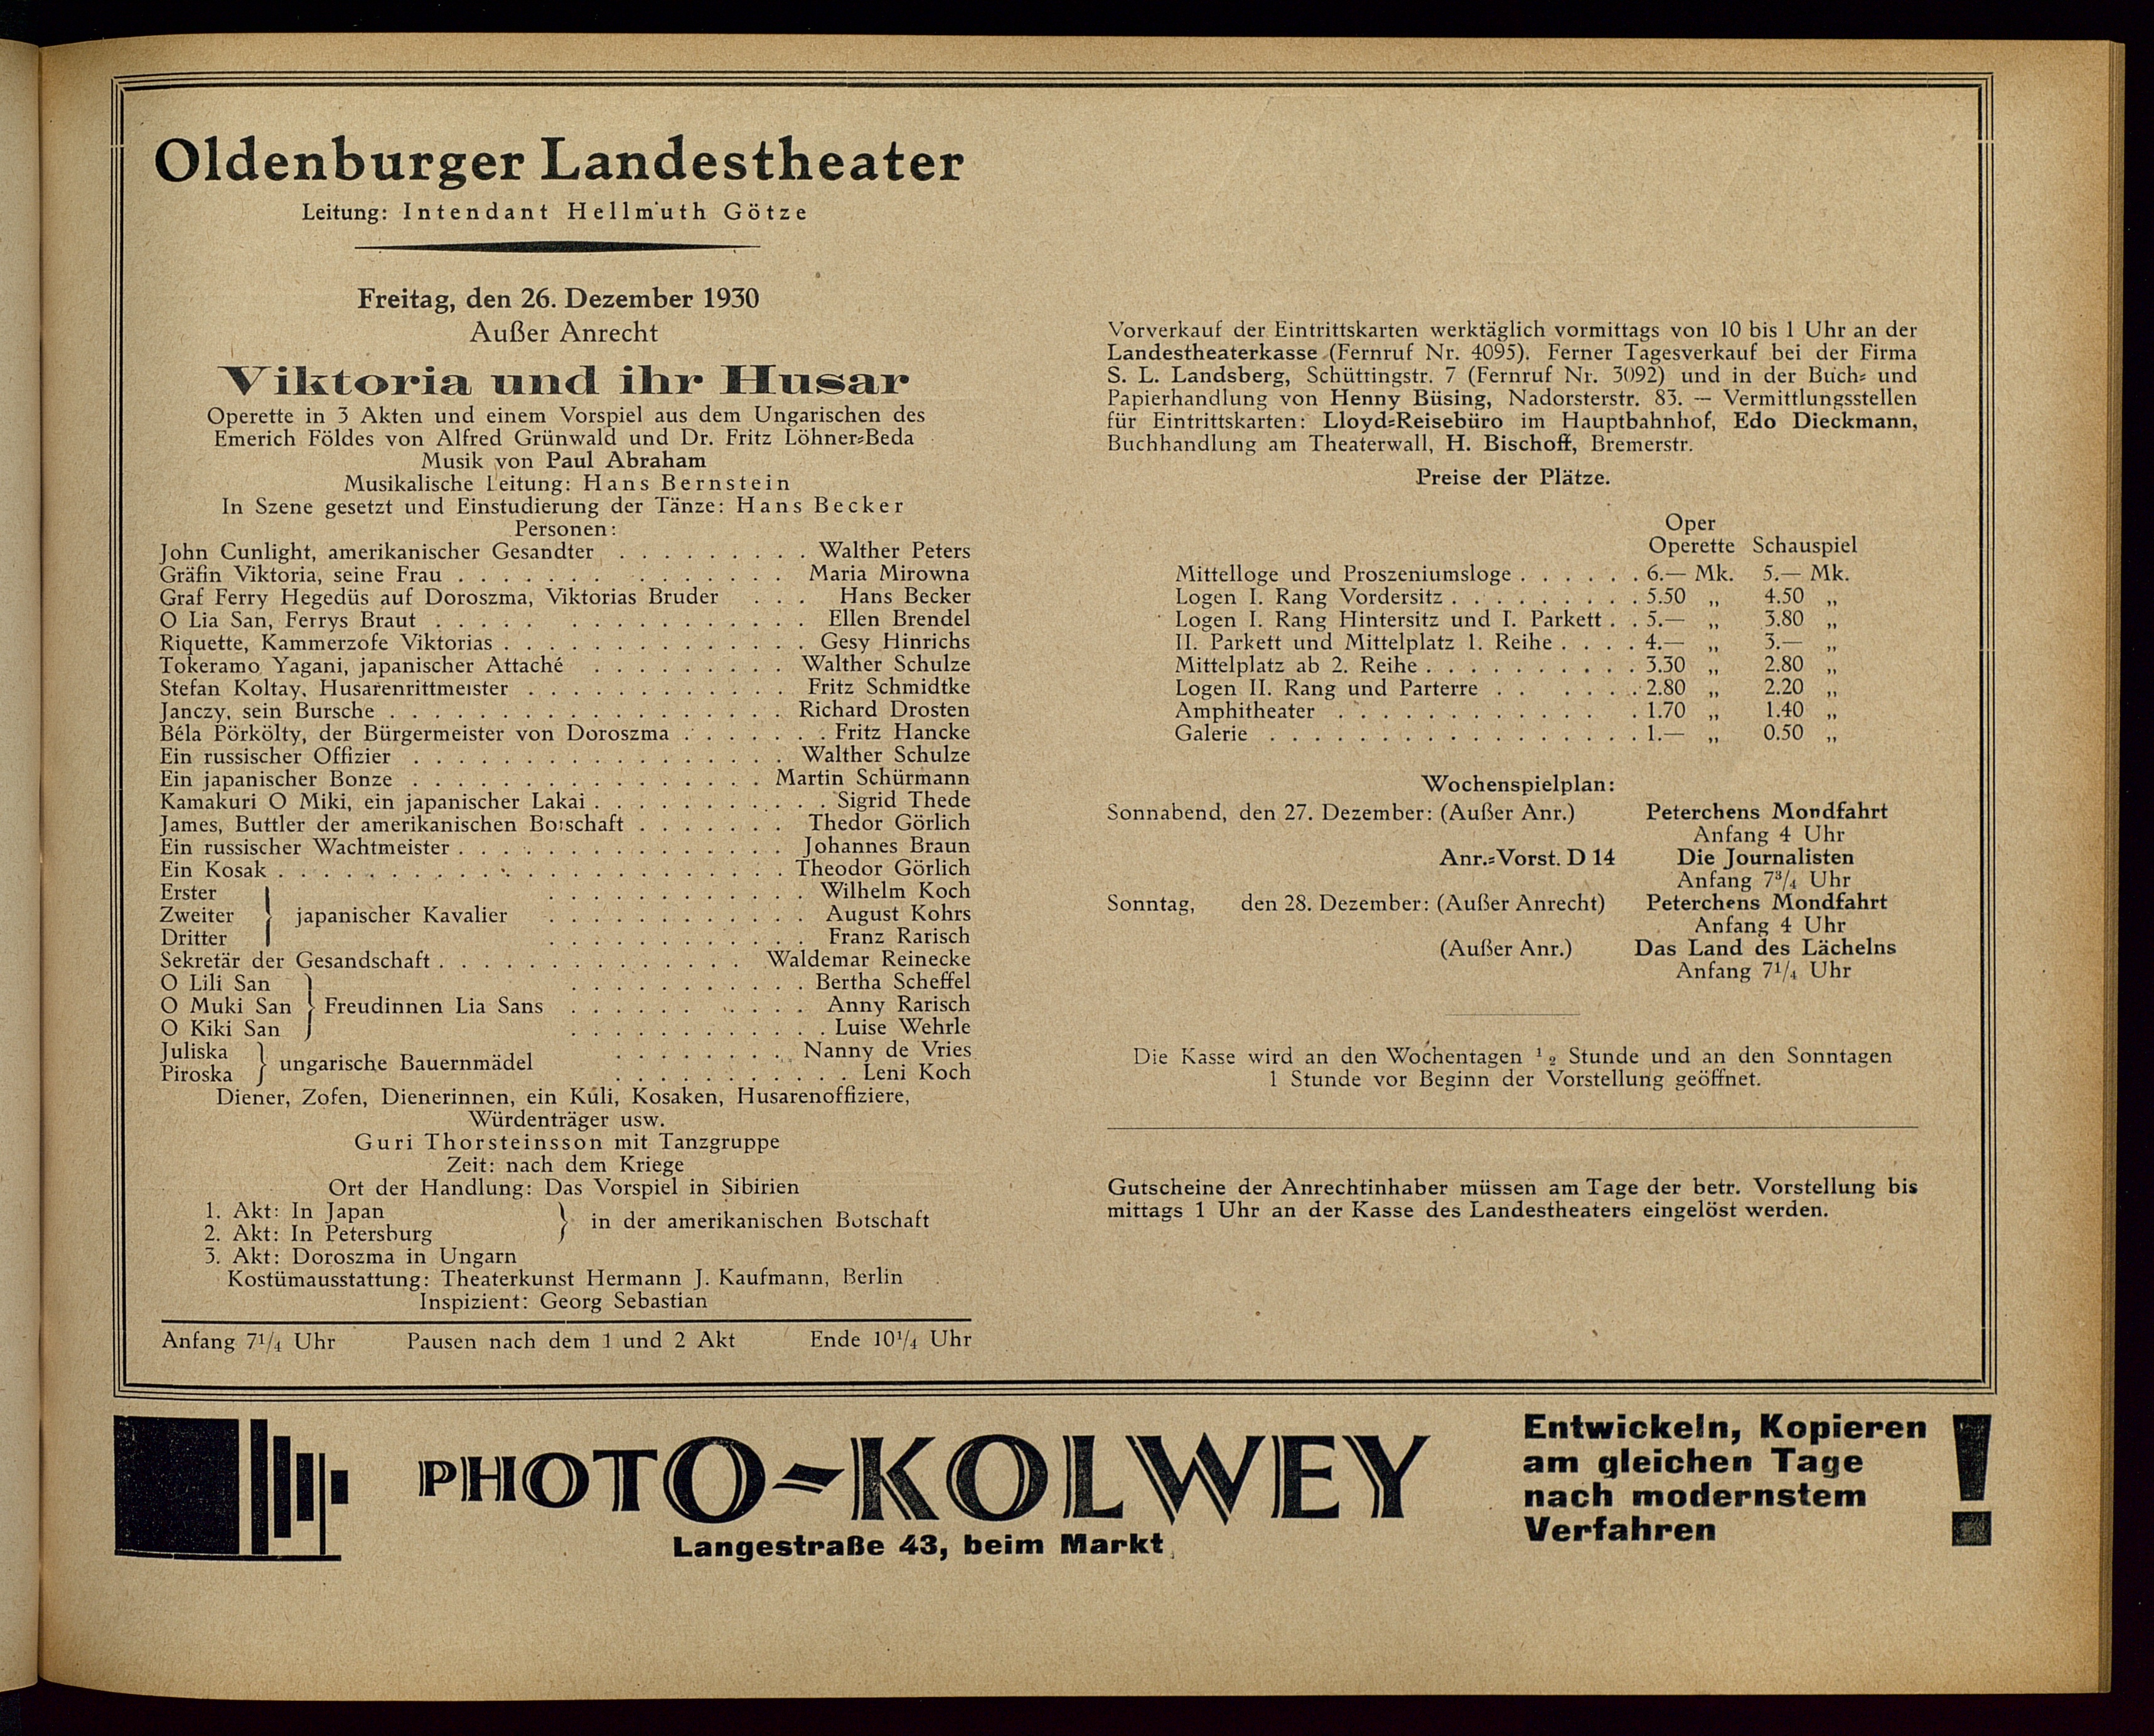 Oldenburger Landestheater
Leitung: Intendant Hellmuth Götze
Freitag, den 26. Dezember 1930
Außer Anrecht
Viktoria und ihr Husar
Operette in 3 Akten und einem Vorspiel aus dem Ungarischen des
Emerich Földes von Alfred Grünwald und Dr. Fritz Löhner-Beda
Musik von Paul Abraham
Musikalische Leitung: Hans Bernstein
In Szene gesetzt und Einstudierung der Tänze: Hans Becker
Personen:
John Cunlight, amerikanischer Gesandter . . . . . . . . . Walther Peters
Gräfin Viktoria, seine Frau . . . . . . . . . . . . . . Maria Mirowna
Graf Ferry Hegedüs auf Doroszma, Viktorias Bruder . . . Hans Becker
O Lia San, Ferrys Braut . . . . . . . . . . . . . . . Ellen Brendel
Riquette, Kammerzofe Viktorias . . . . . . . . . . . . . . Gesy Hinrichs
Tokeramo Yagani, japanischer Attaché . . . . . . . . . Walther Schulze
Stefan Koltay, Husarenrittmeister . . . . . . . . . . . . Fritz Schmidtke
Janczy, sein Bursche . . . . . . . . . . . . . . . . . . Richard Drosten
Béla Pörkölty, der Bürgermeister von Doroszma . . . . . . . Fritz Hancke
Ein russischer Offizier . . . . . . . . . . . . . . . . . Walther Schulze
Ein japanischer Bonze . . . . . . . . . . . . . . . . Martin Schürmann
Kamakuri O Miki, ein japanischer Lakai . . . . . . . . . . . Sigrid Thede
James, Buttler der amerikanischen Botschaft . . . . . . . Thedor Görlich
Ein russischer Wachtmeister . . . . . . . . . . . . . . . Johannes Braun
Ein Kosak . . . . . . . . . . . . . . . . . . . . . . . Theodor Görlich
Erster . . . . . . . . . . . . Wilhelm Koch
Zweiter } japanischer Kavalier . . . . . . . . . . . . August Kohrs
Dritter . . . . . . . . . . . . Franz Rarisch
Sekretär der Gesandschaft . . . . . . . . . . . . . . Waldemar Reinecke
O Lili San . . . . . . . . . . . Bertha Scheffel
O Muki San } Freudinnen Lia Sans . . . . . . . . . . Anny Rarisch
O Kiki San . . . . . . . . . . . . Luise Wehrle
Juliska . . . . . . . . Nanny de Vries
Piroska } ungarische Bauernmädel . . . . . . . . . . . Leni Koch
Diener, Zofen, Dienerinnen, ein Kuli, Kosaken, Husarenoffiziere,
Würdenträger usw.
Guri Thorsteinsson mit Tanzgruppe
Zeit: nach dem Kriege
Ort der Handlung: Das Vorspiel in Sibirien
1. Akt: In Japan
2. Akt: In Petersburg } in der amerikanischen Botschaft
3. Akt: Doroszma in Ungarn
Kostümausstattung: Theaterkunst Hermann J. Kaufmann, Berlin
Inspizient: Georg Sebastian
Anfang 7¼ Uhr Pausen nach dem 1 und 2 Akt Ende 10¼ Uhr
Vorverkauf der Eintrittskarten werktäglich vormittags von 10 bis 1 Uhr an der
Landestheaterkasse (Fernruf Nr. 4095). Ferner Tagesverkauf bei der Firma
S. L. Landsberg, Schüttingstr. 7 (Fernruf Nr. 3092) und in der Buch- und
Papierhandlung von Henny Büsing, Nadorsterstr. 83. — Vermittlungsstellen
für Eintrittskarten: Lloyd-Reisebüro im Hauptbahnhof, Edo Dieckmann,
Buchhandlung am Theaterwall, H. Bischoff, Bremerstr.
Preise der Plätze.
Oper
Operette Schauspiel
Mittelloge und Proszeniumsloge . . . . . . 6.— Mk. 5.— Mk.
Logen I. Rang Vordersitz . . . . . . . . . 5.50 „ 4.50 „
Logen I. Rang Hintersitz und I. Parkett . . 5.— „ 3.80 „
II. Parkett und Mittelplatz 1. Reihe . . . . 4.— „ 3.— „
Mittelplatz ab 2. Reihe . . . . . . . . . . 3.30 „ 2.80 „
Logen II. Rang und Parterre . . . . . . 2.80 „ 2.20 „
Amphitheater . . . . . . . . . . . . . 1.70 „ 1.40 „
Galerie . . . . . . . . . . . . . . . . . 1.— „ 0.50 „
Wochenspielplan:
Sonnabend, den 27. Dezember: (Außer Anr.) Peterchens Mondfahrt
Anfang 4 Uhr
Anr.-Vorst. D 14 Die Journalisten
Anfang 7¾ Uhr
Sonntag, den 28. Dezember: (Außer Anrecht) Peterchens Mondfahrt
Anfang 4 Uhr
(Außer Anr.) Das Land des Lächelns
Anfang 7¼ Uhr
Die Kasse wird an den Wochentagen ½ Stunde und an den Sonntagen
1 Stunde vor Beginn der Vorstellung geöffnet.
Gutscheine der Anrechtinhaber müssen am Tage der betr. Vorstellung bis
mittags 1 Uhr an der Kasse des Landestheaters eingelöst werden.
PHOTO-KOLWEY
Langestraße 43, beim Markt
Entwickeln, Kopieren
am gleichen Tage
nach modernstem
Verfahren !